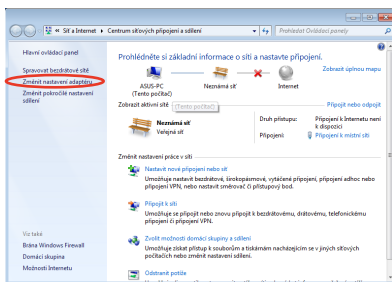 Síť a Internet ▸ Centrum síťových připojení a sdílení
Prohledat Ovládací panely
Hlavní ovládací panel
Spravovat bezdrátové sítě
Změnit nastavení adaptéru
Změnit pokročilé nastavení
sdílení
Prohlédněte si základní informace o síti a nastavte připojení.
Zobrazit úplnou mapu
ASUS-PC
(Tento počítač)
Neznámá síť
Internet
Zobrazit aktivní sítě
(Tento počítač)
Připojit nebo odpojit
Neznámá síť
Veřejná síť
Druh přístupu:
Připojení k Internetu není
k dispozici
Připojení:
Připojení k místní síti
Změnit nastavení práce v síti
Nastavit nové připojení nebo síť
Umožňuje nastavit bezdrátové, širokopásmové, vytáčené připojení, připojení adhoc nebo
připojení VPN, nebo nastavit směrovač či přístupový bod.
Připojit k síti
Umožňuje se připojit nebo znovu připojit k bezdrátovému, drátovému, telefonickému
připojení či připojení VPN.
Zvolit možnosti domácí skupiny a sdílení
Umožňuje získat přístup k souborům a tiskárnám nacházejícím se v jiných síťových
počítačích nebo změnit nastavení sdílení.
Odstranit potíže
Viz také
Brána Windows Firewall
Domácí skupina
Možnosti Internetu